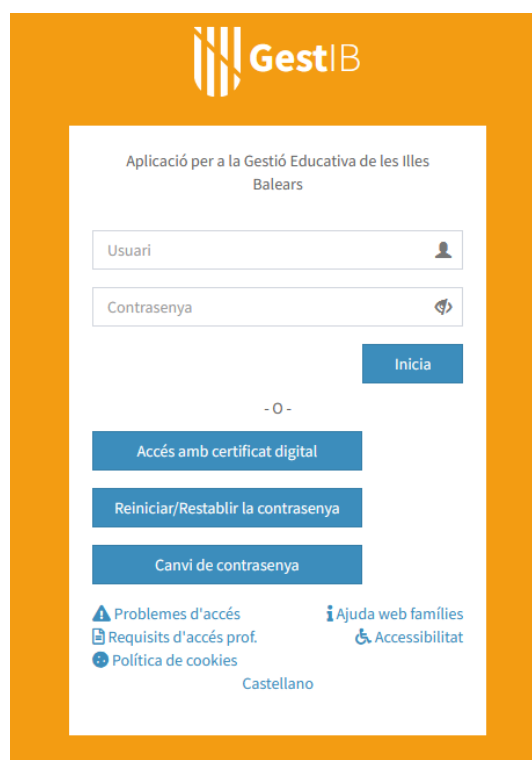 GestIB
Aplicació per a la Gestió Educativa de les Illes
Balears
Usuari
Contrasenya
Inicia
- O -
Accés amb certificat digital
Reiniciar/Restablir la contrasenya
Canvi de contrasenya
Problemes d'accés
Ajuda web famílies
Requisits d'accés prof.
Accessibilitat
Política de cookies
Castellano